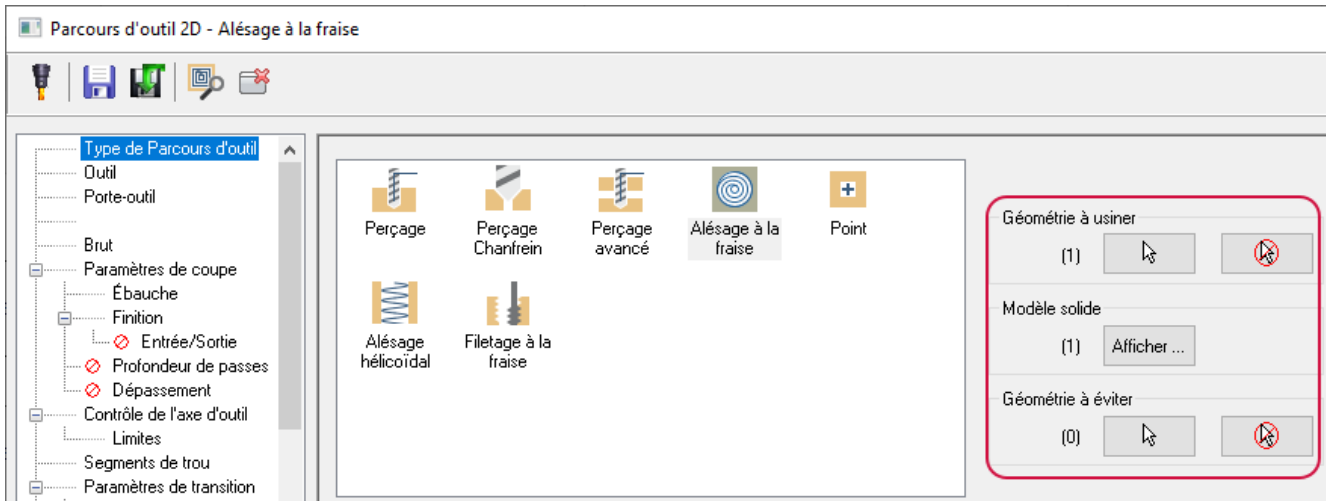 Parcours d'outil 2D - Alésage à la fraise
Type de Parcours d'outil
Outil
Porte-outil
Brut
Paramètres de coupe
Ébauche
Finition
Entrée/Sortie
Profondeur de passes
Dépassement
Contrôle de l'axe d'outil
Limites
Segments de trou
Paramètres de transition
Perçage
Perçage
Chanfrein
Perçage
avancé
Alésage à la
fraise
Point
Alésage
hélicoïdal
Filetage à la
fraise
Géométrie à usiner
(1)
Modèle solide
(1) Afficher ...
Géométrie à éviter
(0)